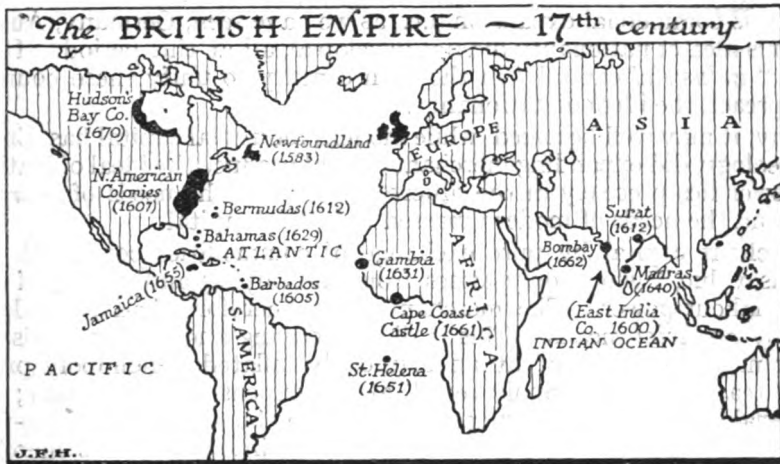 The BRITISH EMPIRE — 17th century
Hudson's
Bay Co.
(1670)
Newfoundland
(1583)
EUROPE
ASIA
N. American
Colonies
(1607)
Bermudas (1612)
Bahamas (1629)
ATLANTIC
Jamaica (1655)
Barbados
(1605)
Gambia
(1631)
AFRICA
Surat
(1612)
Bombay
(1662)
Madras
(1640)
Cape Coast
Castle (1661)
(East India
Co. 1600)
INDIAN OCEAN
S. AMERICA
PACIFIC
St. Helena
(1651)
J.F.H.